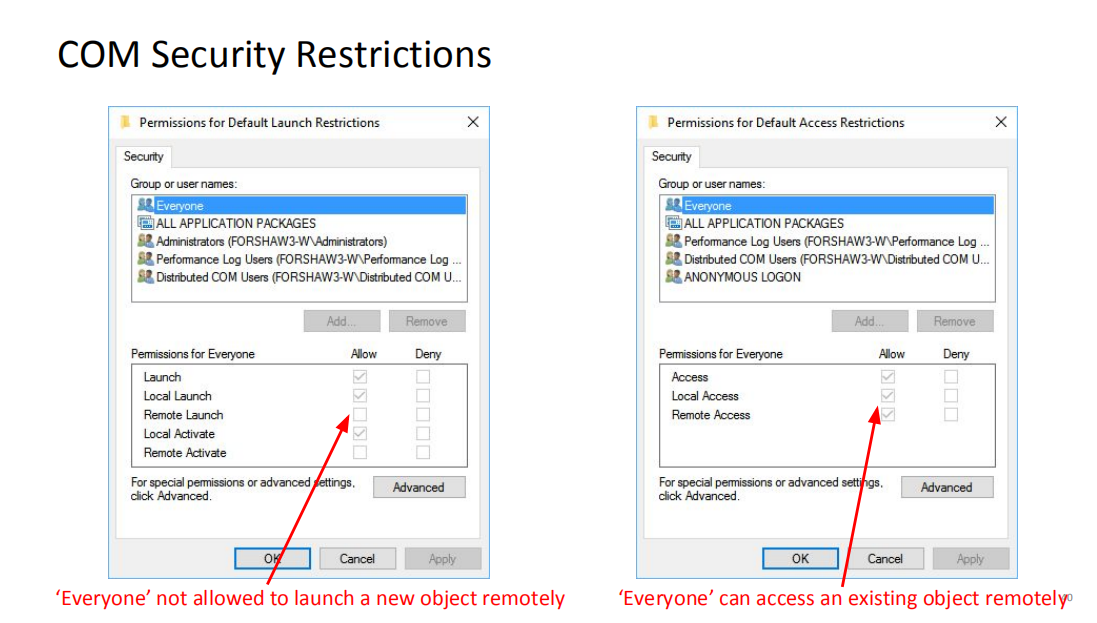 COM Security Restrictions
Permissions for Default Launch Restrictions
Security
Group or user names:
Everyone
ALL APPLICATION PACKAGES
Administrators (FORSHAW3-W\Administrators)
Performance Log Users (FORSHAW3-W\Performance Log ...
Distributed COM Users (FORSHAW3-W\Distributed COM U...
Add...
Remove
Permissions for Everyone Allow Deny
Launch
Local Launch
Remote Launch
Local Activate
Remote Activate
For special permissions or advanced settings,
click Advanced.
Advanced
OK
Cancel
Apply
‘Everyone’ not allowed to launch a new object remotely
Permissions for Default Access Restrictions
Security
Group or user names:
Everyone
ALL APPLICATION PACKAGES
Performance Log Users (FORSHAW3-W\Performance Log ...
Distributed COM Users (FORSHAW3-W\Distributed COM U...
ANONYMOUS LOGON
Add...
Remove
Permissions for Everyone Allow Deny
Access
Local Access
Remote Access
For special permissions or advanced settings,
click Advanced.
Advanced
OK
Cancel
Apply
‘Everyone’ can access an existing object remotely